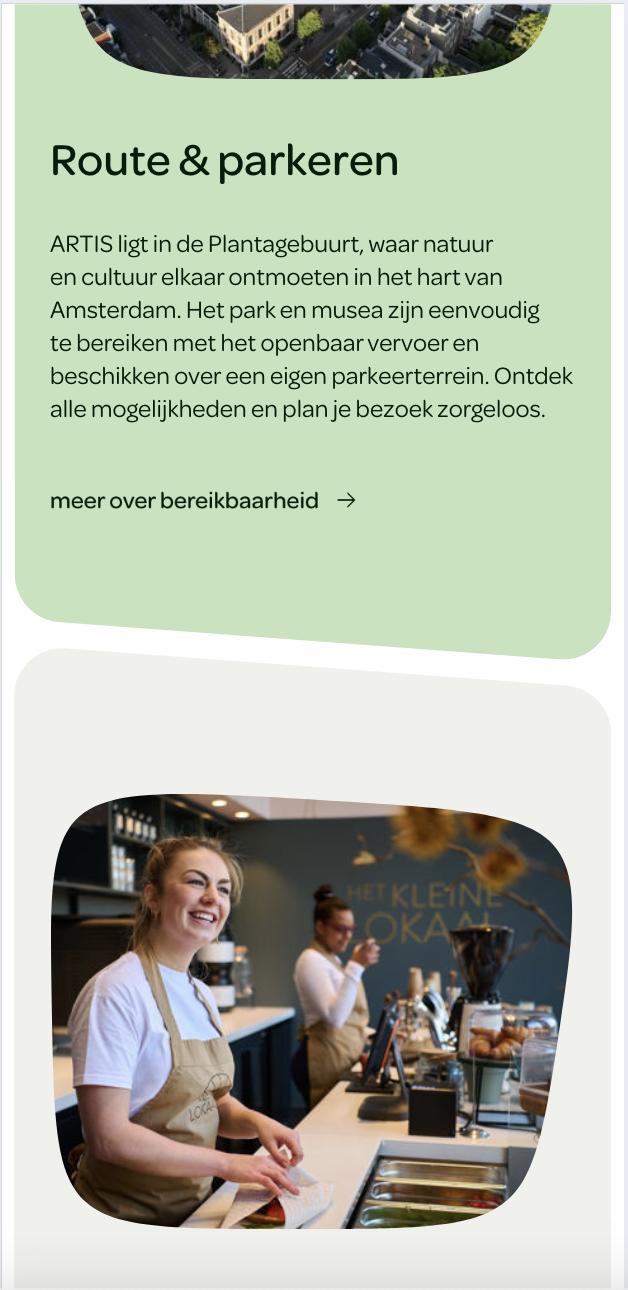 Route & parkeren
ARTIS ligt in de Plantagebuurt, waar natuur
en cultuur elkaar ontmoeten in het hart van
Amsterdam. Het park en musea zijn eenvoudig
te bereiken met het openbaar vervoer en
beschikken over een eigen parkeerterrein. Ontdek
alle mogelijkheden en plan je bezoek zorgeloos.
meer over bereikbaarheid →
HET KLEINE
LOKAAL